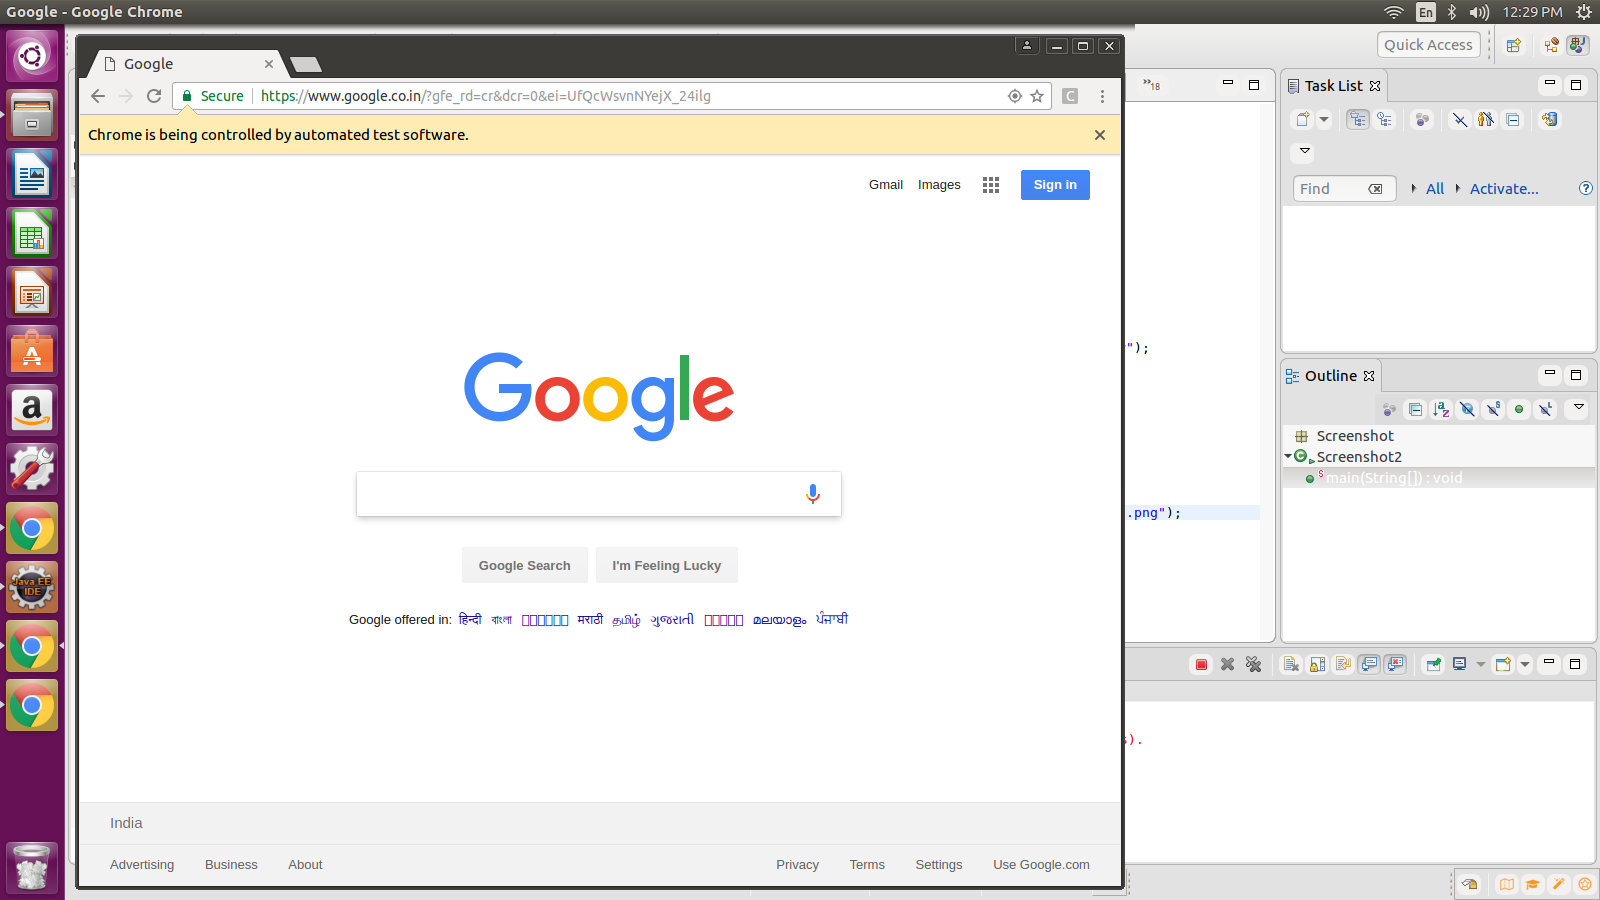 Google - Google Chrome
En
12:29 PM
Quick Access
Google
Secure
https://www.google.co.in/?gfe_rd=cr&dcr=0&ei=UfQcWsvnNYejX_24ilg
C
Chrome is being controlled by automated test software.
Gmail Images Sign in
Google
Google Search I'm Feeling Lucky
Google offered in: हिन्दी বাংলা मराठी தமிழ் ગુજરાતી മലയാളം ਪੰਜਾਬੀ
India
Advertising Business About
Privacy Terms Settings Use Google.com
»18
");
.png");
s).
Task List
Find
All
Activate...
Outline
Screenshot
Screenshot2
main(String[]) : void
Java EE
IDE